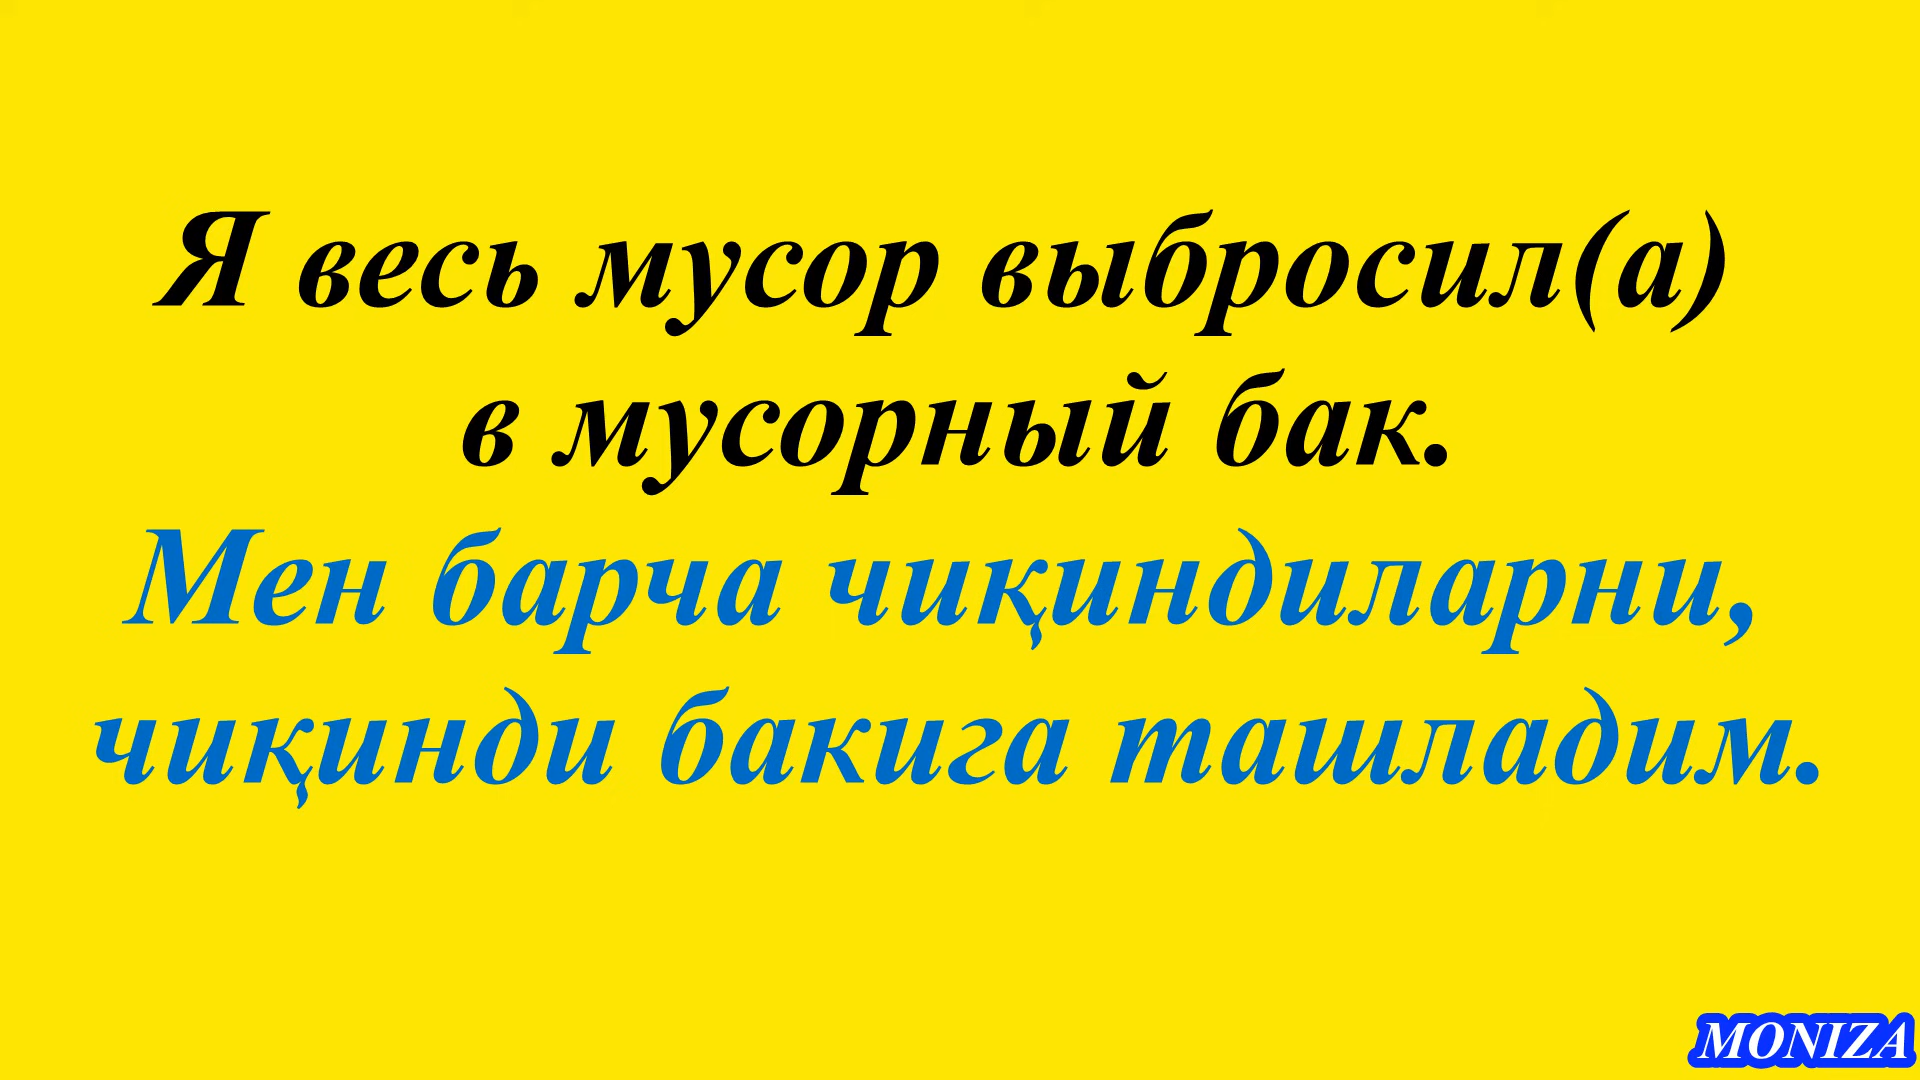 Я весь мусор выбросил(а)
в мусорный бак.
Мен барча чиқиндиларни,
чиқинди бакига ташладим.
MONIZA